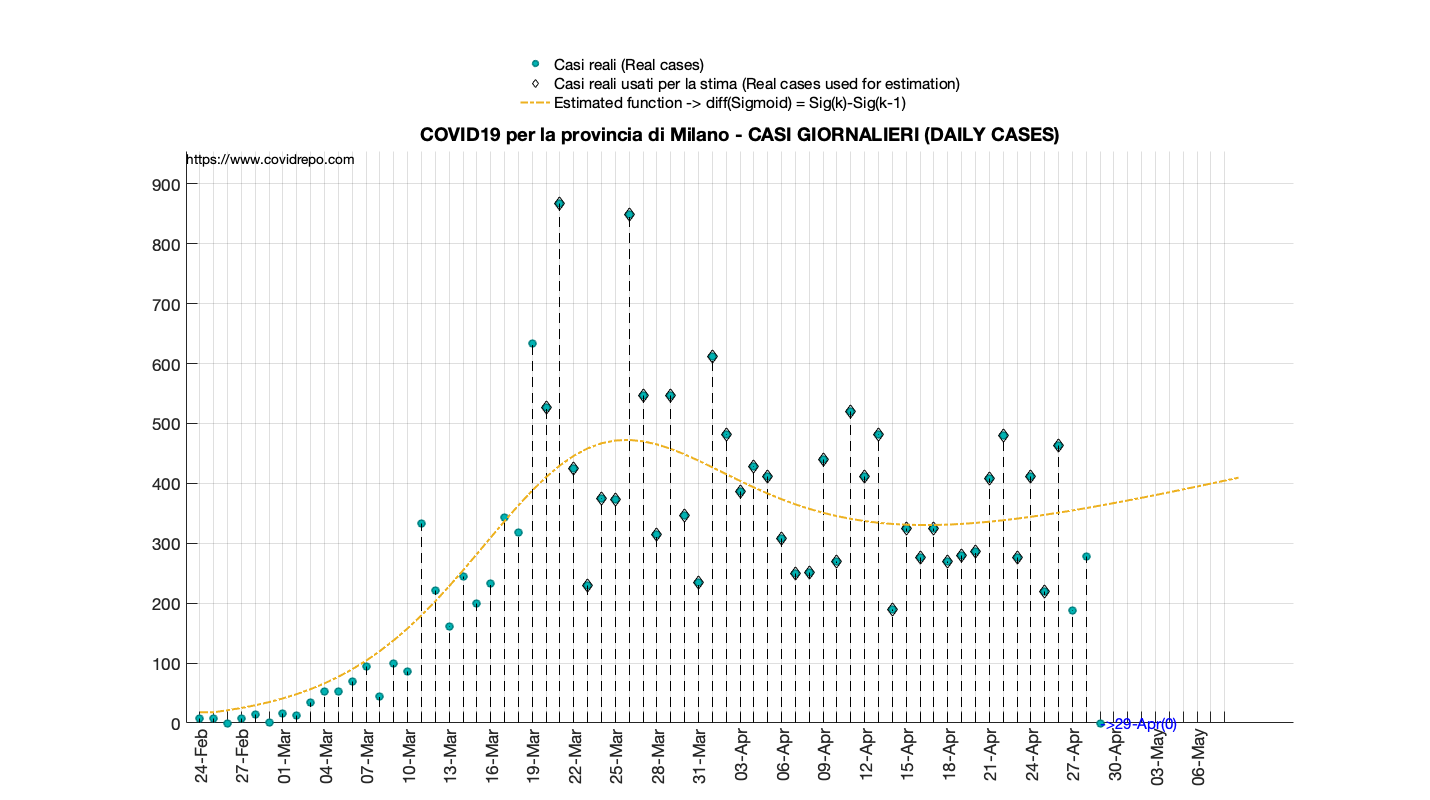 Casi reali (Real cases)
Casi reali usati per la stima (Real cases used for estimation)
Estimated function -> diff(Sigmoid) = Sig(k)-Sig(k-1)
COVID19 per la provincia di Milano - CASI GIORNALIERI (DAILY CASES)
https://www.covidrepo.com
900
800
700
600
500
400
300
200
100
0
->29-Apr(0)
24-Feb
27-Feb
01-Mar
04-Mar
07-Mar
10-Mar
13-Mar
16-Mar
19-Mar
22-Mar
25-Mar
28-Mar
31-Mar
03-Apr
06-Apr
09-Apr
12-Apr
15-Apr
18-Apr
21-Apr
24-Apr
27-Apr
30-Apr
03-May
06-May